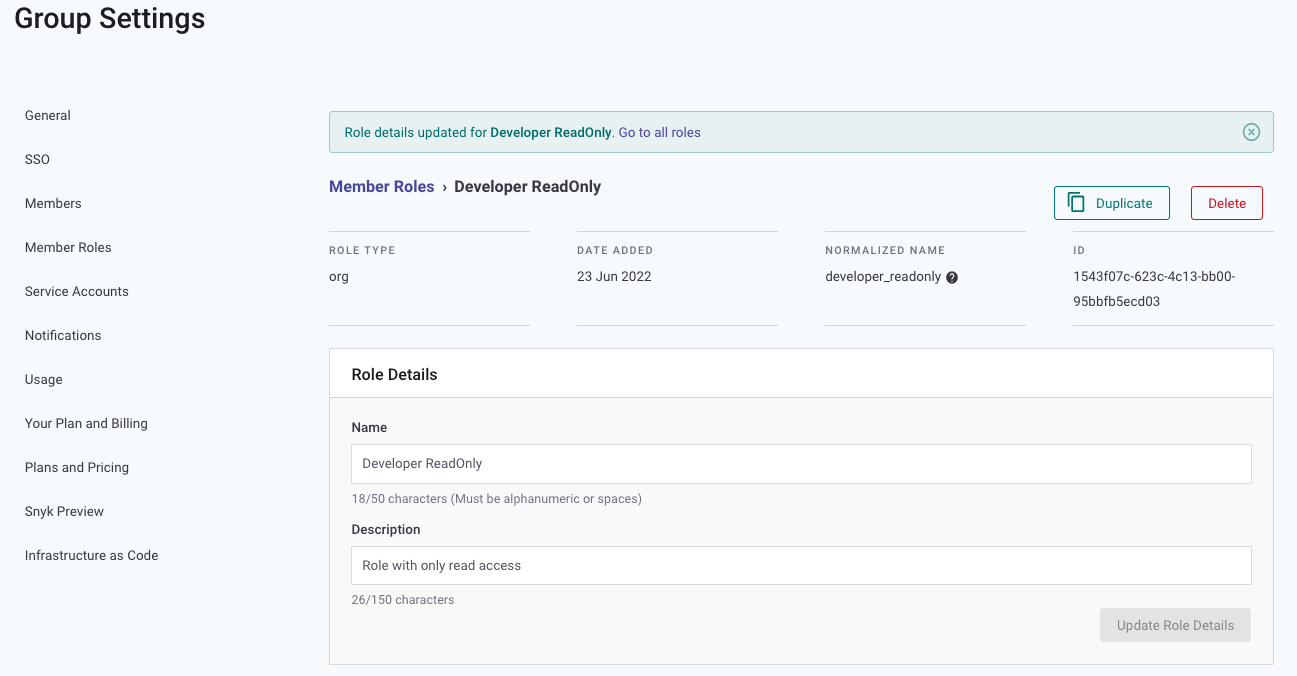 Group Settings
General
SSO
Members
Member Roles
Service Accounts
Notifications
Usage
Your Plan and Billing
Plans and Pricing
Snyk Preview
Infrastructure as Code
Role details updated for Developer ReadOnly. Go to all roles
Member Roles › Developer ReadOnly
Duplicate
Delete
ROLE TYPE
org
DATE ADDED
23 Jun 2022
NORMALIZED NAME
developer_readonly ?
ID
1543f07c-623c-4c13-bb00-
95bbfb5ecd03
Role Details
Name
Developer ReadOnly
18/50 characters (Must be alphanumeric or spaces)
Description
Role with only read access
26/150 characters
Update Role Details